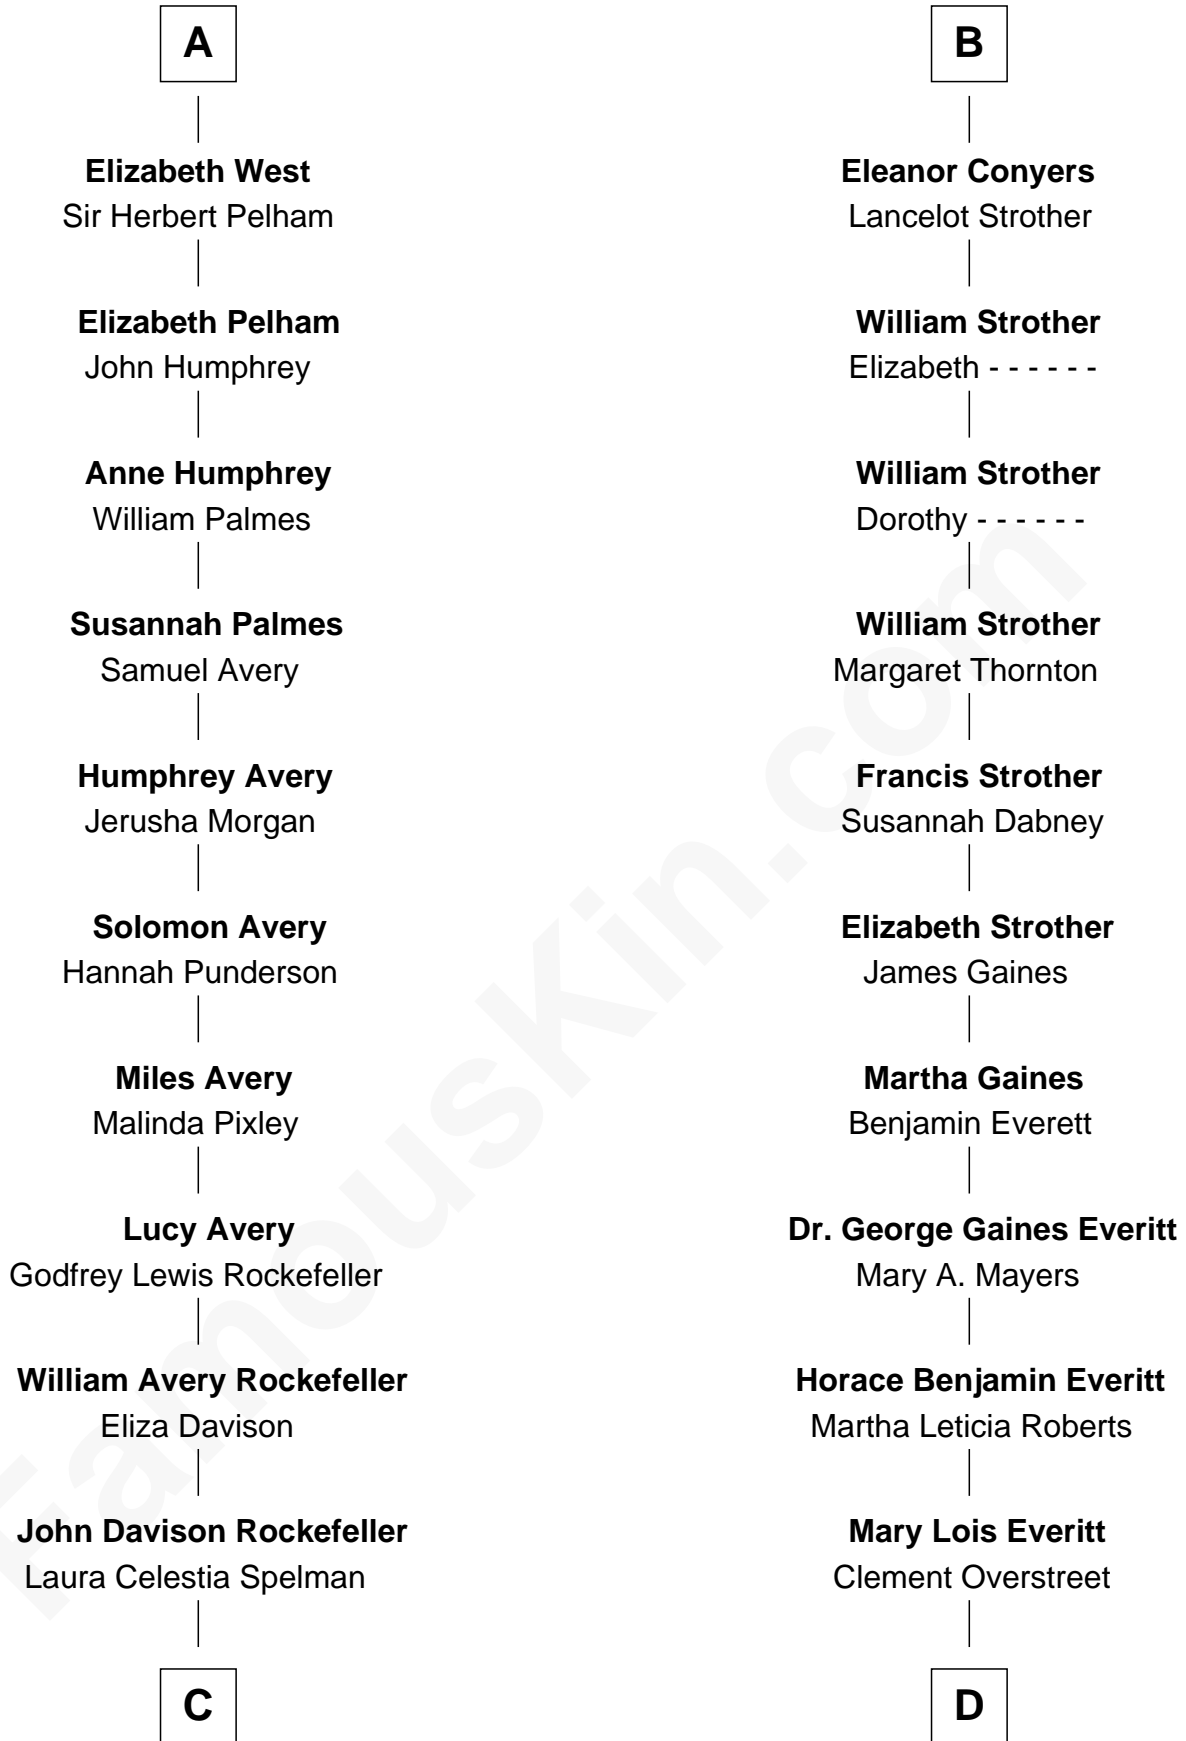 A
Elizabeth West
Sir Herbert Pelham
Elizabeth Pelham
John Humphrey
Anne Humphrey
William Palmes
Susannah Palmes
Samuel Avery
Humphrey Avery
Jerusha Morgan
Solomon Avery
Hannah Punderson
Miles Avery
Malinda Pixley
Lucy Avery
Godfrey Lewis Rockefeller
William Avery Rockefeller
Eliza Davison
John Davison Rockefeller
Laura Celestia Spelman
C
B
Eleanor Conyers
Lancelot Strother
William Strother
Elizabeth - - - - - -
William Strother
Dorothy - - - - - -
William Strother
Margaret Thornton
Francis Strother
Susannah Dabney
Elizabeth Strother
James Gaines
Martha Gaines
Benjamin Everett
Dr. George Gaines Everitt
Mary A. Mayers
Horace Benjamin Everitt
Martha Leticia Roberts
Mary Lois Everitt
Clement Overstreet
D
FamousKin.com